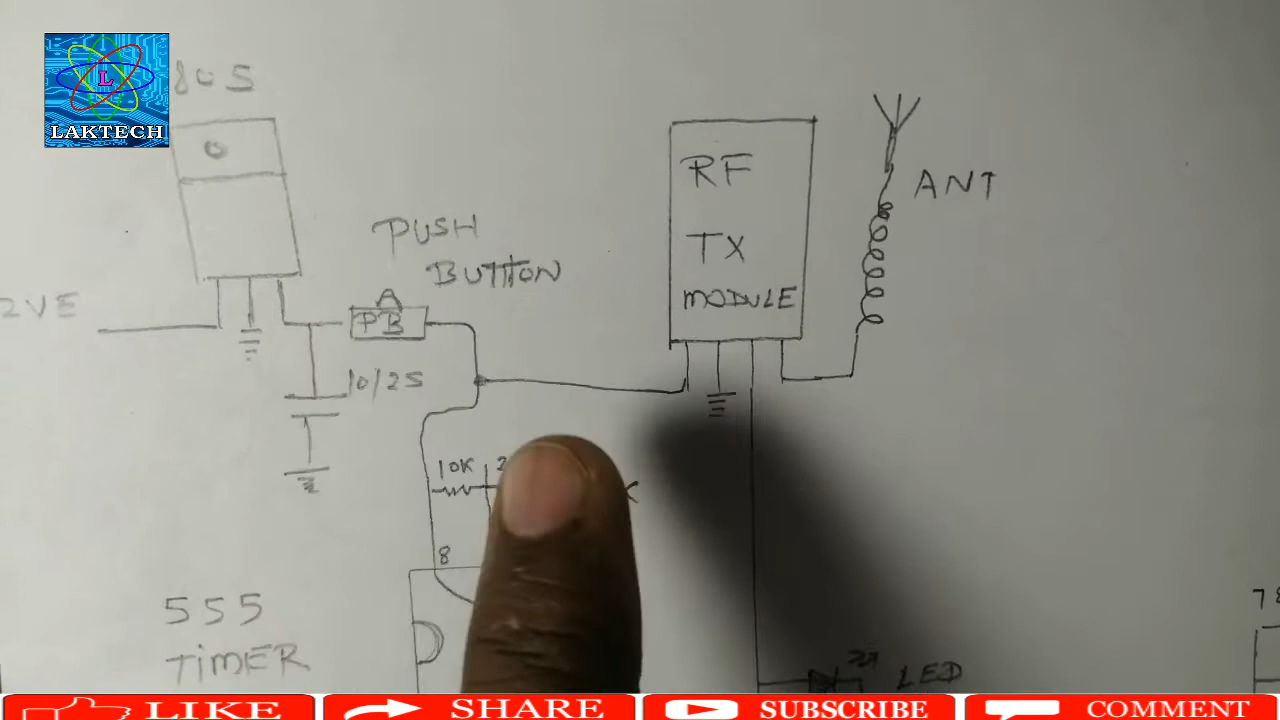 805
L
LAKTECH
RF
TX
MODULE
ANT
PUSH
BUTTON
2VE
A
PB
10/25
10K
8
555
TIMER
LED
LIKE
SHARE
SUBSCRIBE
COMMENT